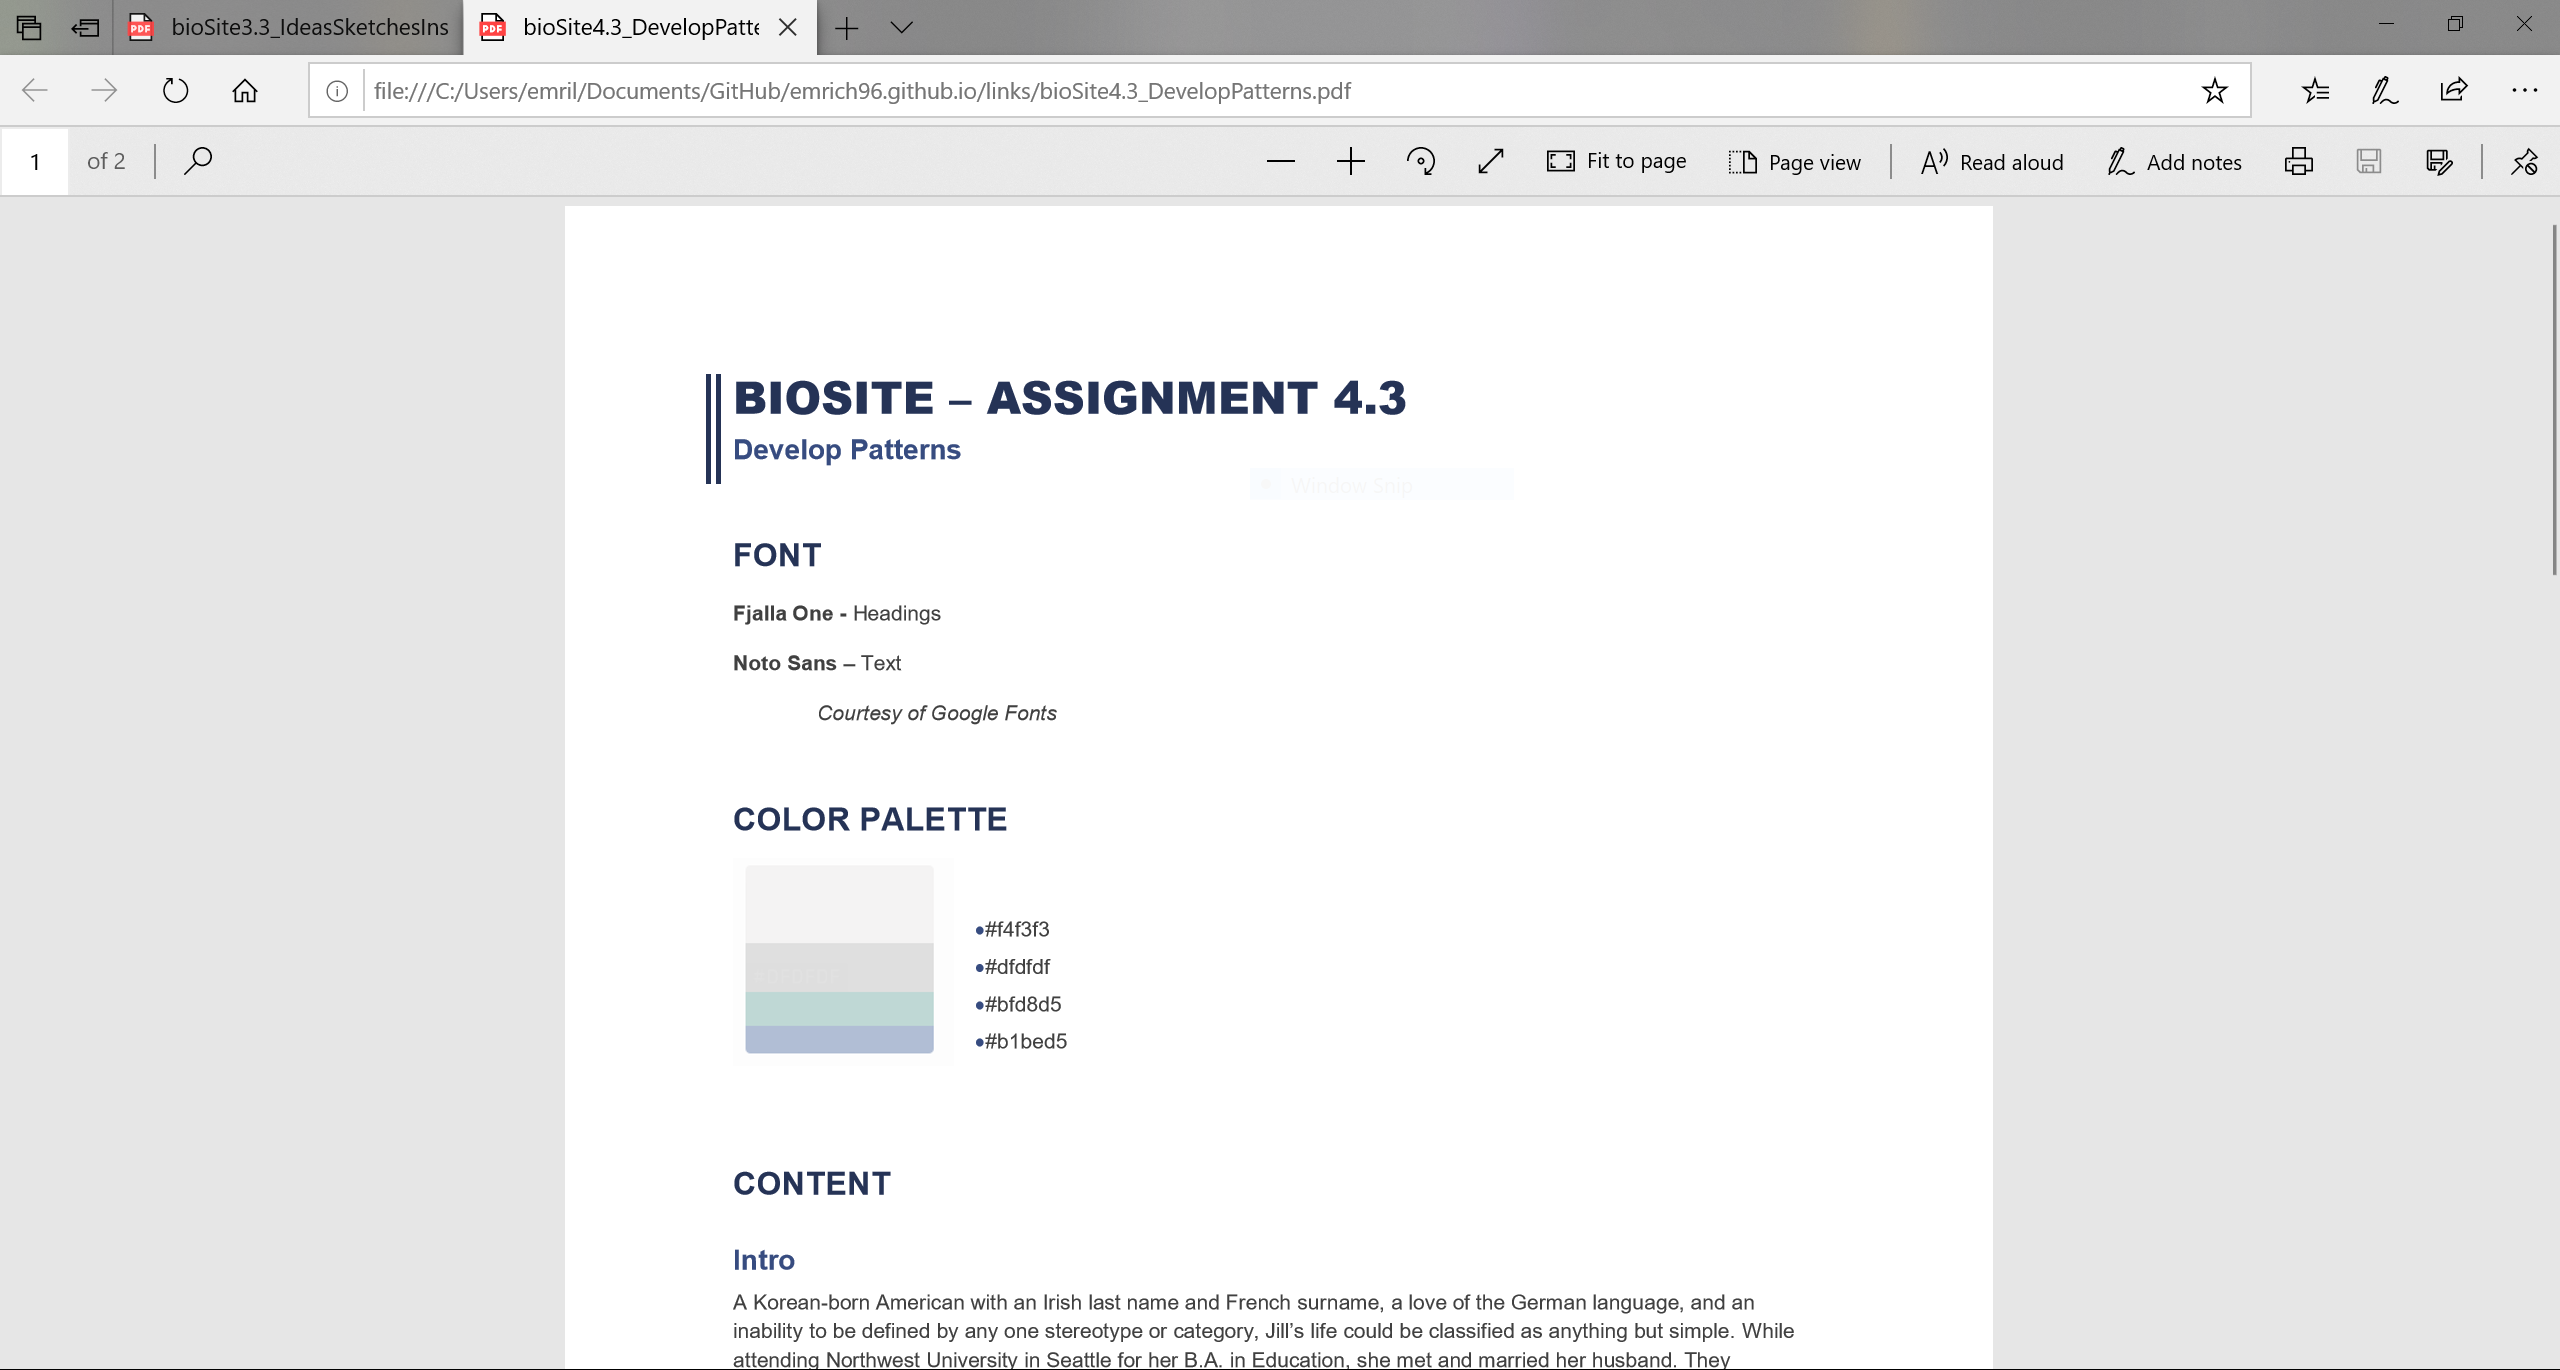 bioSite3.3_IdeasSketchesIns
bioSite4.3_DevelopPatte
file:///C:/Users/emril/Documents/GitHub/emrich96.github.io/links/bioSite4.3_DevelopPatterns.pdf
1 of 2
Fit to page
Page view
Read aloud
Add notes
BIOSITE – ASSIGNMENT 4.3
Develop Patterns
Window Snip
FONT
Fjalla One - Headings
Noto Sans – Text
Courtesy of Google Fonts
COLOR PALETTE
#DFDFDF
•#f4f3f3
•#dfdfdf
•#bfd8d5
•#b1bed5
CONTENT
Intro
A Korean-born American with an Irish last name and French surname, a love of the German language, and an
inability to be defined by any one stereotype or category, Jill’s life could be classified as anything but simple. While
attending Northwest University in Seattle for her B.A. in Education, she met and married her husband. They